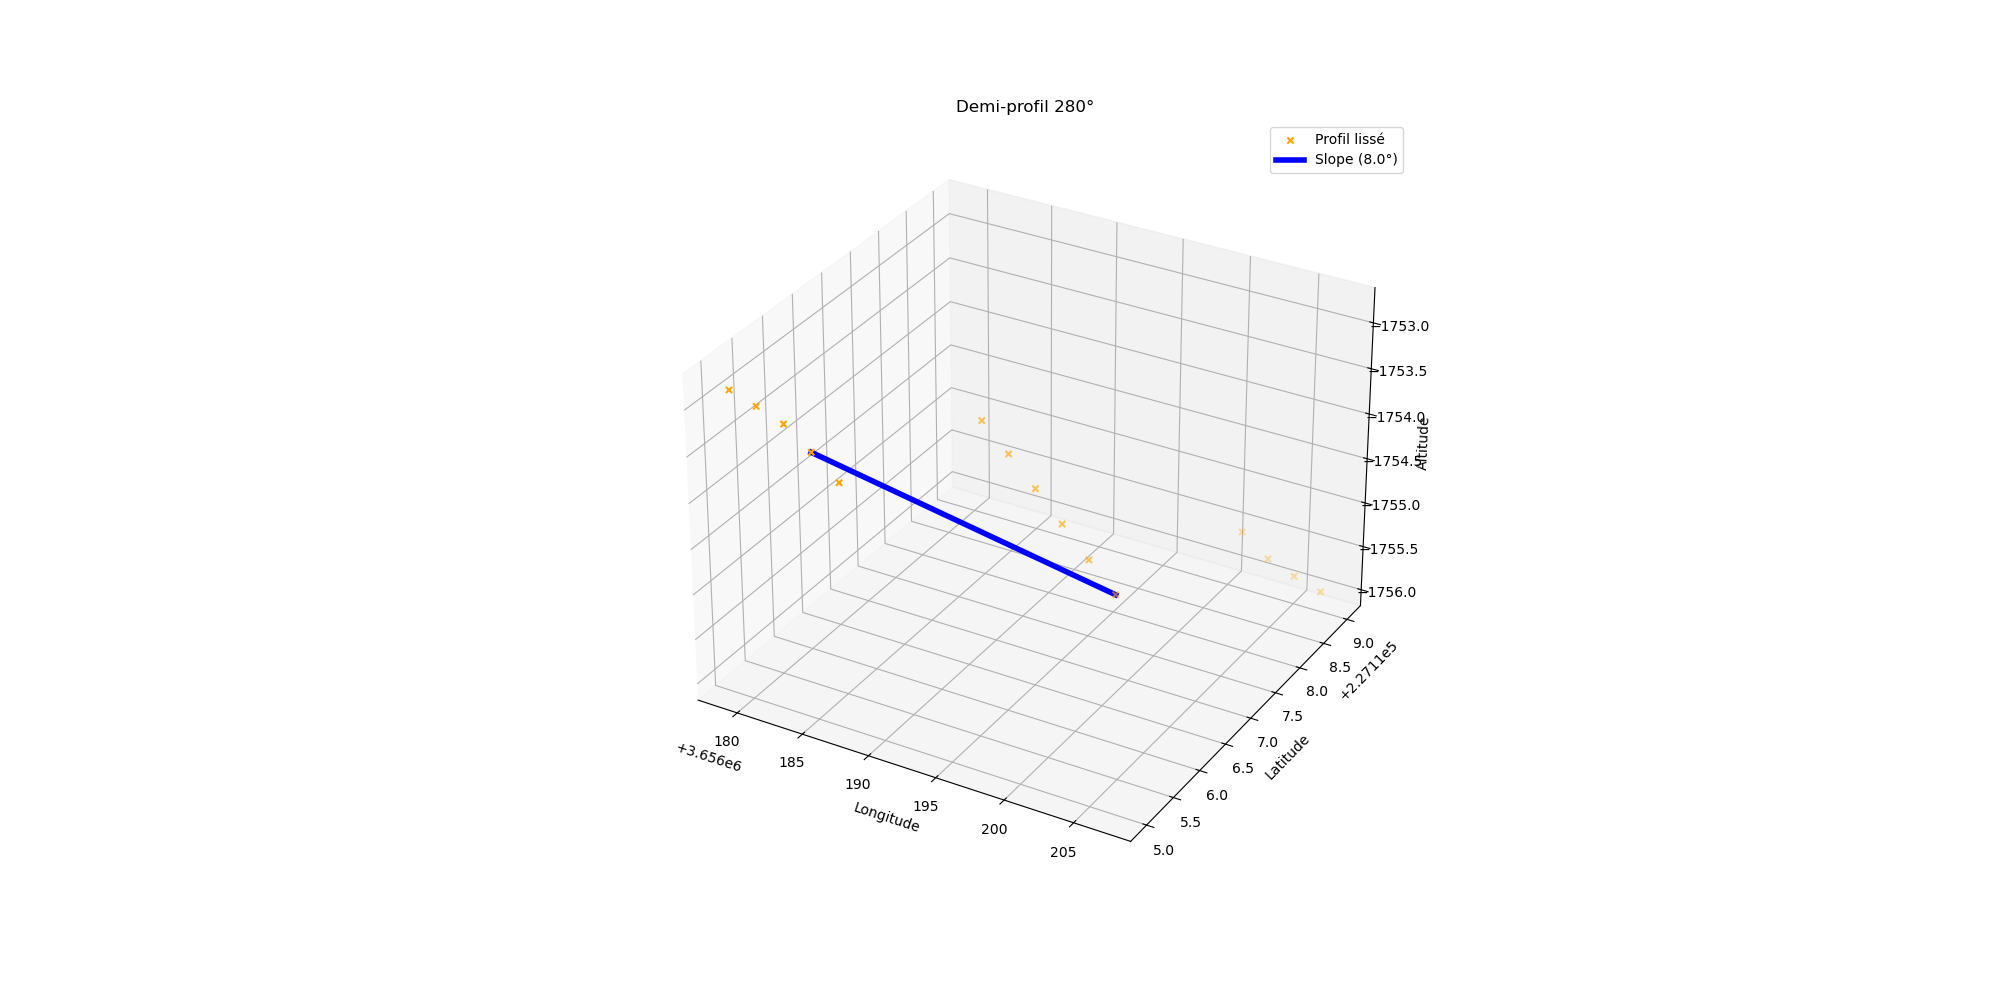 Demi-profil 280°
Profil lissé
Slope (8.0°)
−1753.0
−1753.5
−1754.0
−1754.5
−1755.0
−1755.5
−1756.0
Altitude
9.0
8.5
8.0
7.5
7.0
6.5
6.0
5.5
5.0
+2.2711e5
Latitude
180
185
190
195
200
205
+3.656e6
Longitude